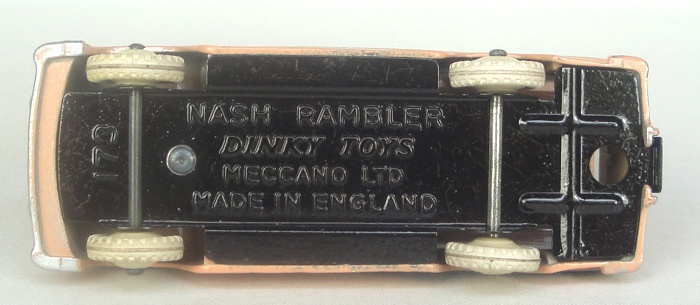 173
NASH RAMBLER
DINKY TOYS
MECCANO LTD
MADE IN ENGLAND